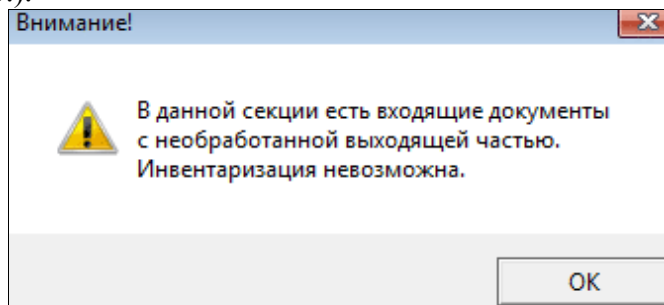 Внимание!
В данной секции есть входящие документы
с необработанной выходящей частью.
Инвентаризация невозможна.
OK